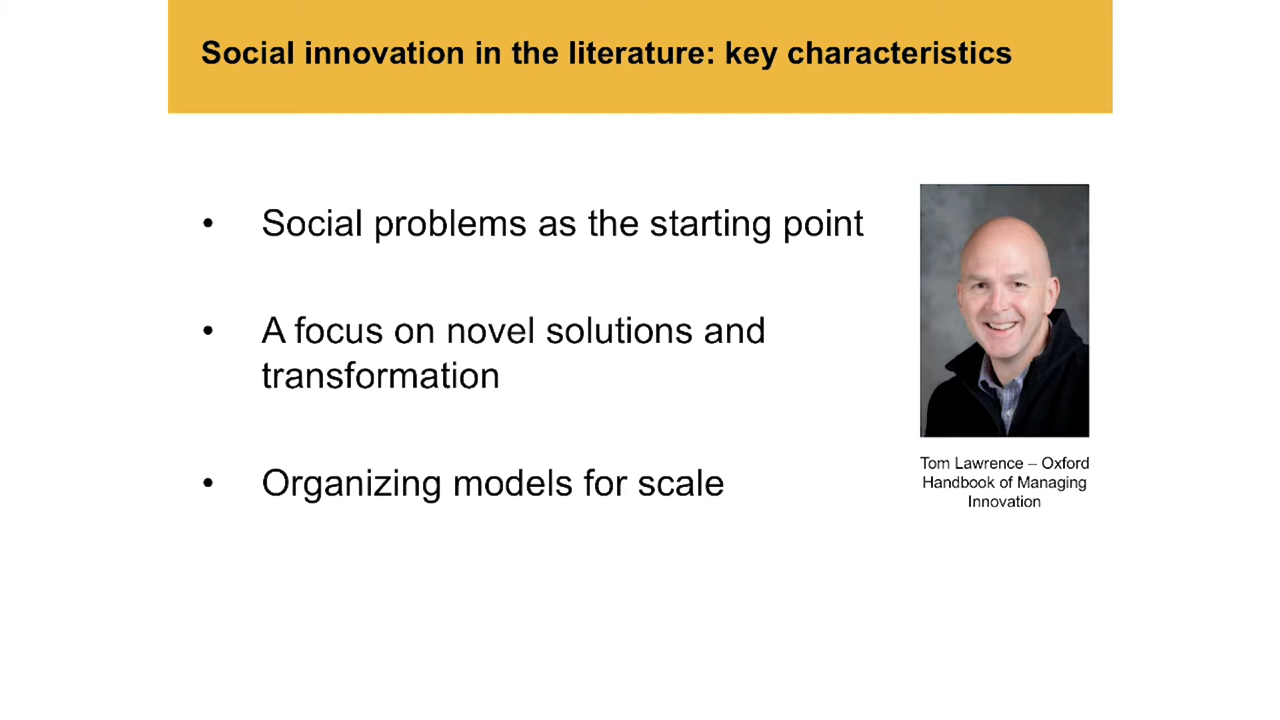 Social innovation in the literature: key characteristics
• Social problems as the starting point
• A focus on novel solutions and
transformation
• Organizing models for scale
Tom Lawrence – Oxford
Handbook of Managing
Innovation